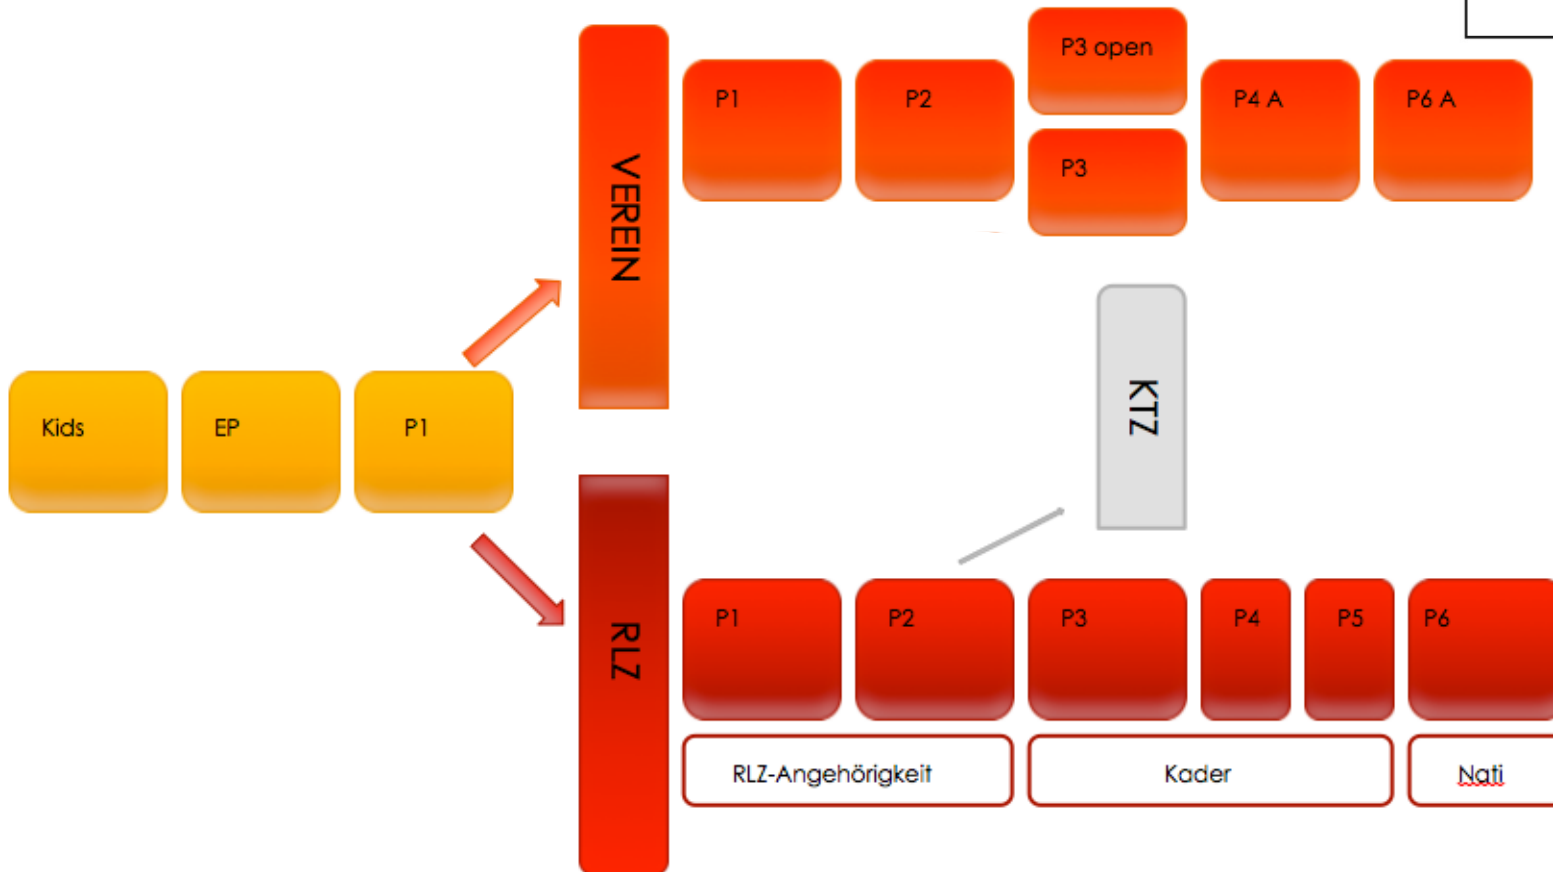 Kids
EP
P1
VEREIN
P1
P2
P3 open
P3
P4 A
P6 A
KTZ
RLZ
P1
P2
P3
P4
P5
P6
RLZ-Angehörigkeit
Kader
Nati